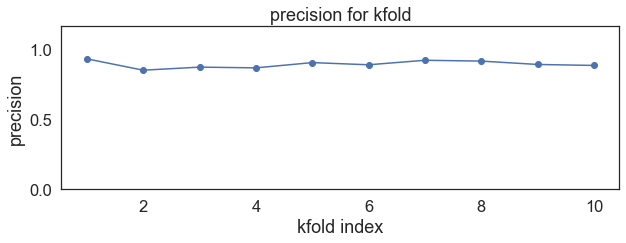 precision for kfold
1.0
0.5
0.0
precision
2 4 6 8 10
kfold index